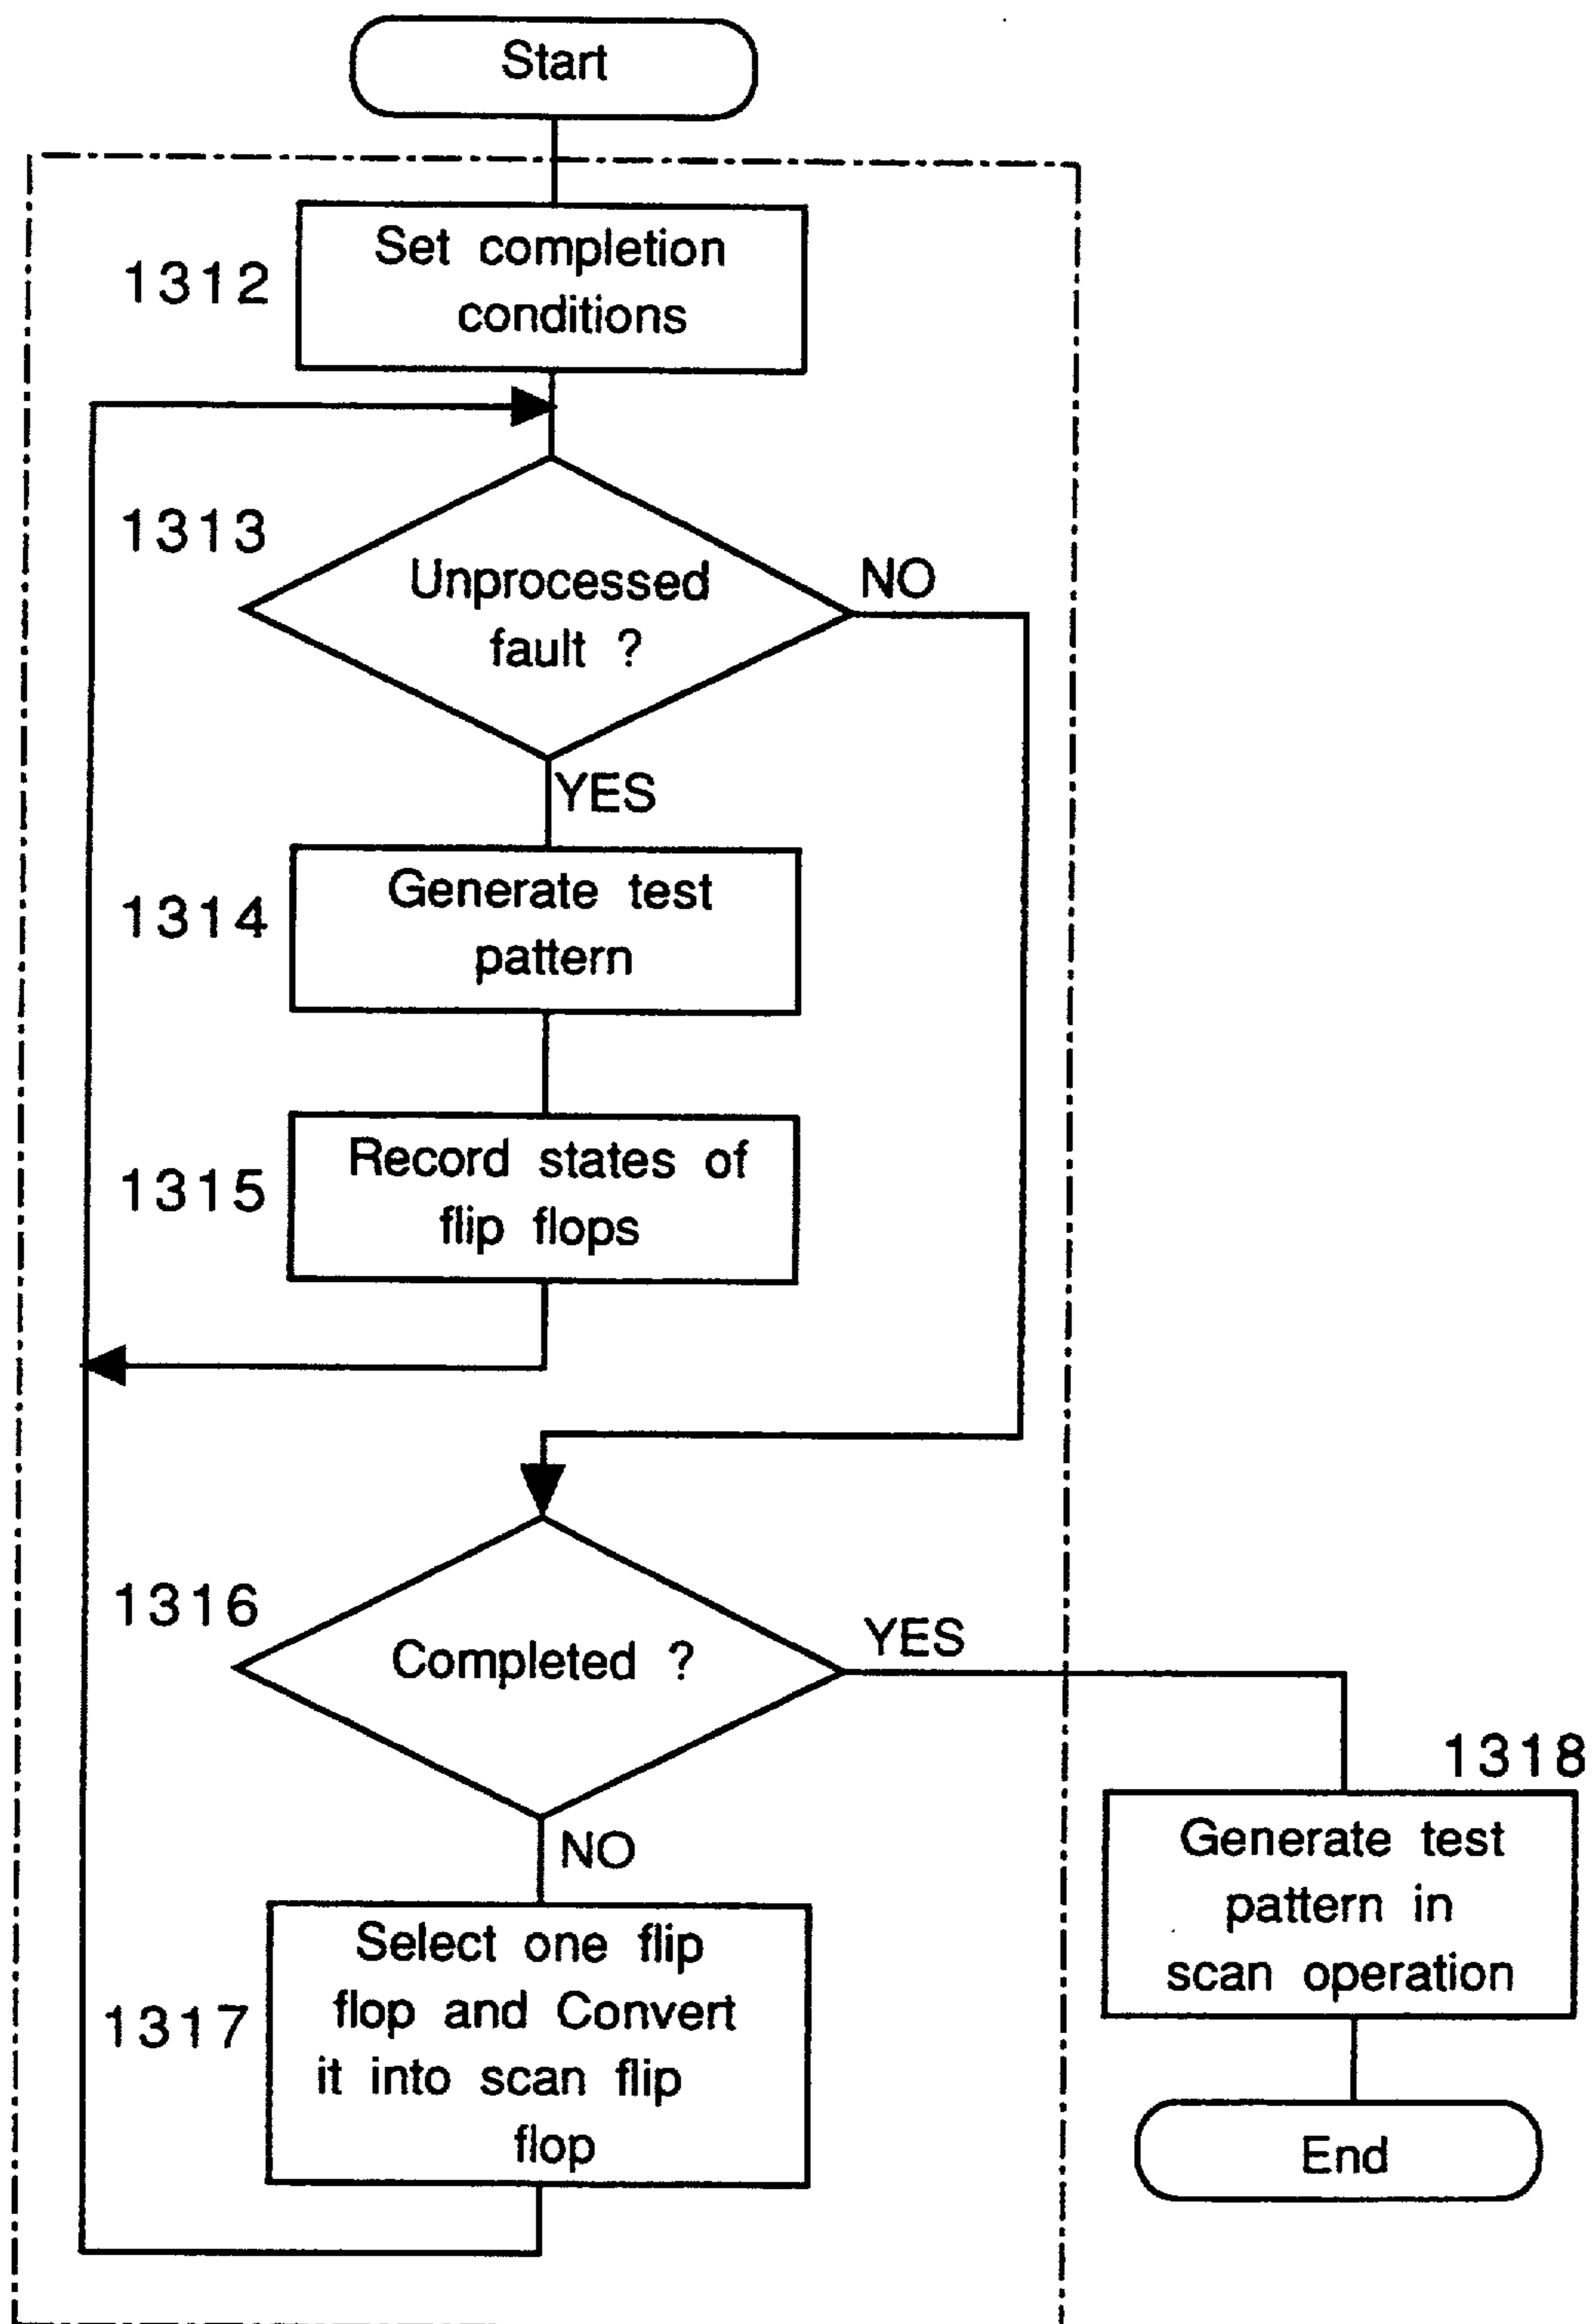 Start
1312
Set completion
conditions
1313
Unprocessed
fault ?
NO
YES
1314
Generate test
pattern
1315
Record states of
flip flops
1316
Completed ?
YES
NO
1318
Generate test
pattern in
scan operation
1317
Select one flip
flop and Convert
it into scan flip
flop
End